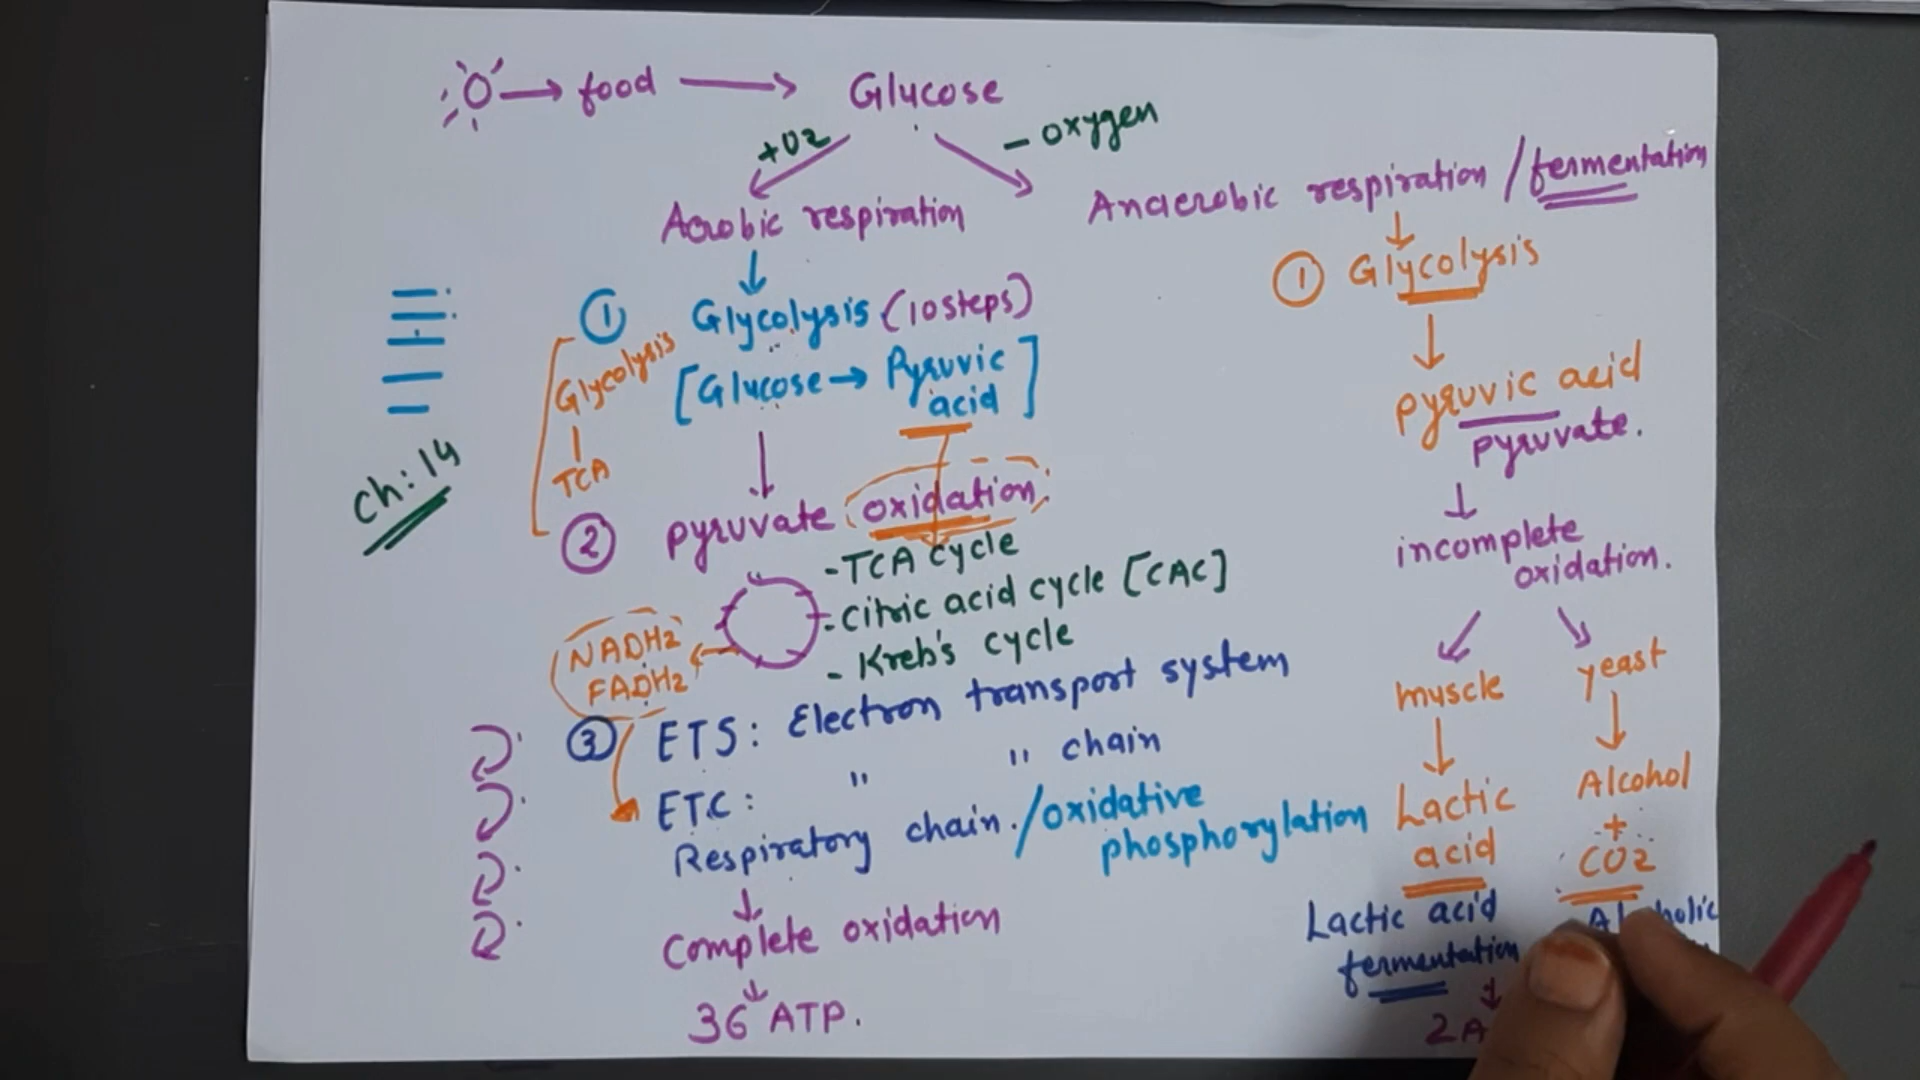 food Glucose
+O2 - oxygen
Aerobic respiration
Anaerobic respiration / fermentation
① Glycolysis (10 steps)
[Glucose → Pyruvic
acid]
Glycolysis
TCA
Ch: 14
② pyruvate oxidation
-TCA cycle
-Citric acid cycle [CAC]
- Kreb's cycle
NADH2
FADH2
③ ETS: Electron transport system
ETC: " " chain
Respiratory chain. / oxidative
phosphorylation
Complete oxidation
36 ATP.
① Glycolysis
pyruvic acid
pyruvate.
incomplete
oxidation.
muscle yeast
Lactic
acid
Alcohol
+
CO2
Lactic acid
fermentation
2A